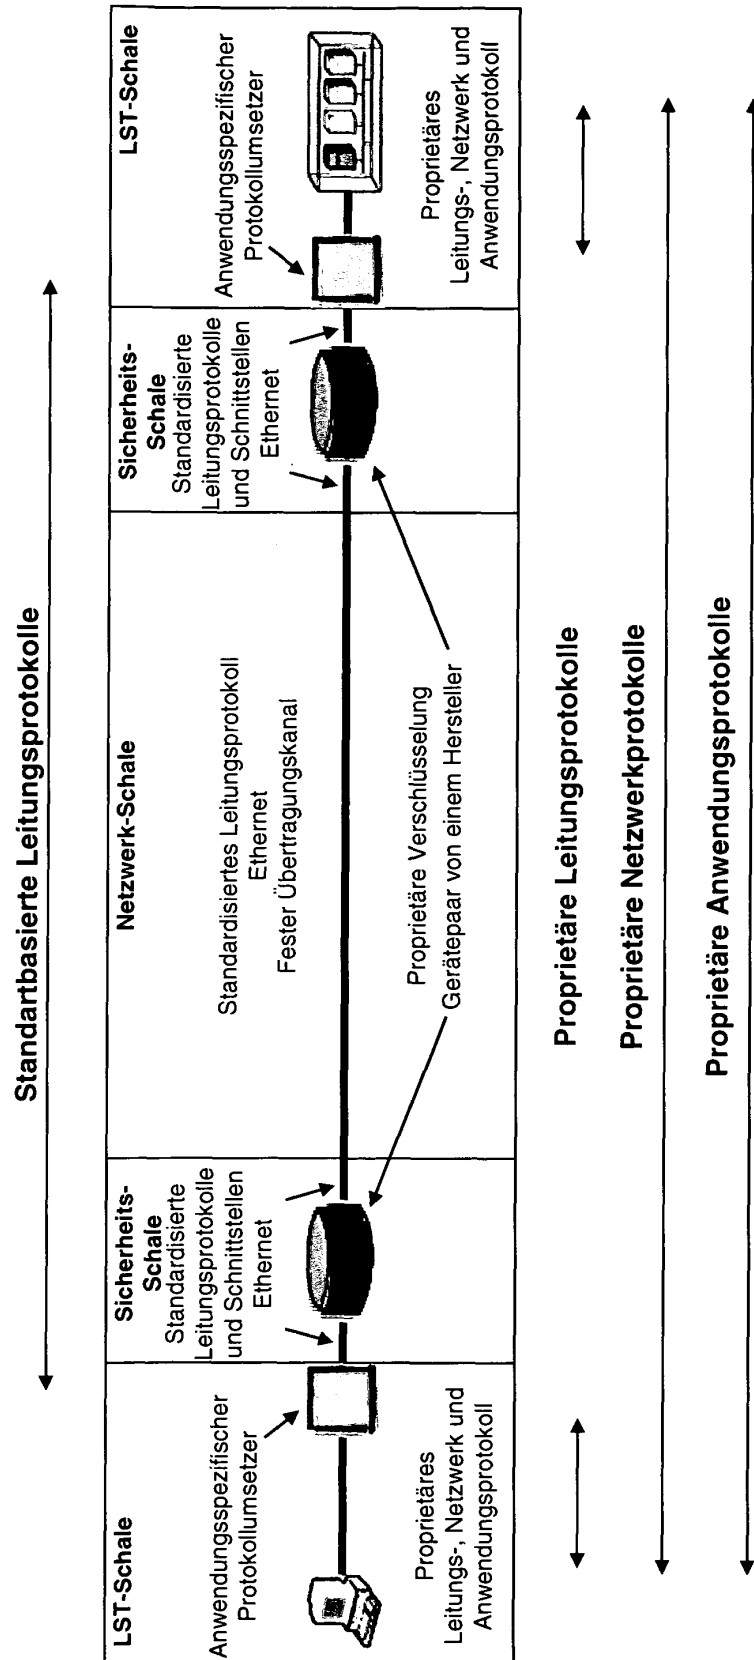 Standartbasierte Leitungsprotokolle
LST-Schale
Anwendungsspezifischer
Protokollumsetzer
Proprietäres
Leitungs-, Netzwerk und
Anwendungsprotokoll
Sicherheits-
Schale
Standardisierte
Leitungsprotokolle
und Schnittstellen
Ethernet
Netzwerk-Schale
Standardisiertes Leitungsprotokoll
Ethernet
Fester Übertragungskanal
Proprietäre Verschlüsselung
Gerätepaar von einem Hersteller
Sicherheits-
Schale
Standardisierte
Leitungsprotokolle
und Schnittstellen
Ethernet
LST-Schale
Anwendungsspezifischer
Protokollumsetzer
Proprietäres
Leitungs-, Netzwerk und
Anwendungsprotokoll
Proprietäre Leitungsprotokolle
Proprietäre Netzwerkprotokolle
Proprietäre Anwendungsprotokolle